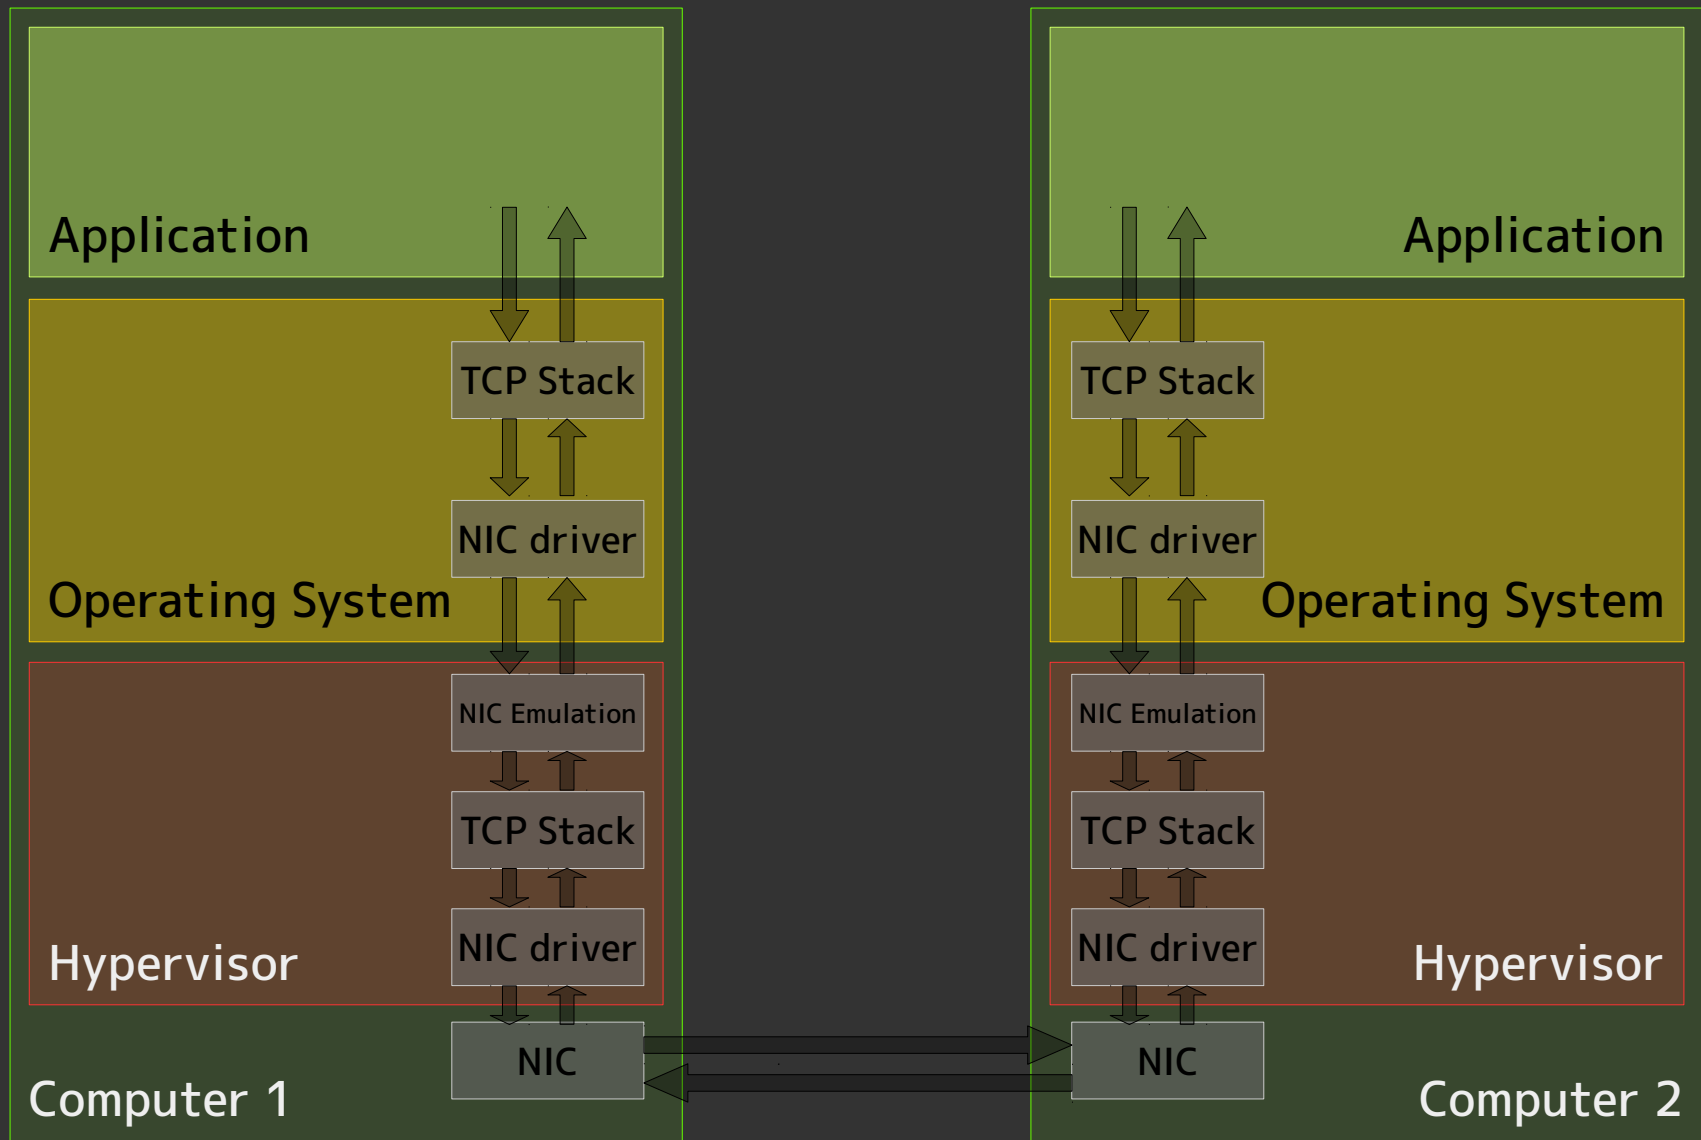 Application
TCP Stack
NIC driver
Operating System
NIC Emulation
TCP Stack
NIC driver
Hypervisor
NIC
Computer 1
Application
TCP Stack
NIC driver
Operating System
NIC Emulation
TCP Stack
NIC driver
Hypervisor
NIC
Computer 2